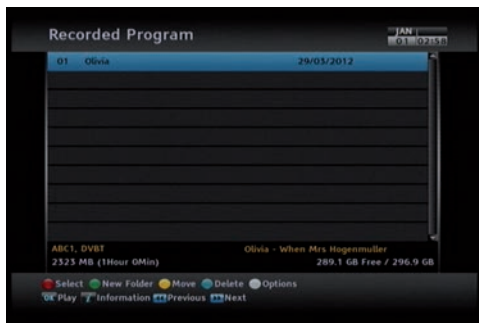 Recorded Program
JAN
01 02:58
01 Olivia 29/03/2012
ABC1, DVBT Olivia - When Mrs Hogenmuller
2323 MB (1Hour 0Min) 289.1 GB Free / 296.9 GB
Select New Folder Move Delete Options
OK Play i Information Previous Next